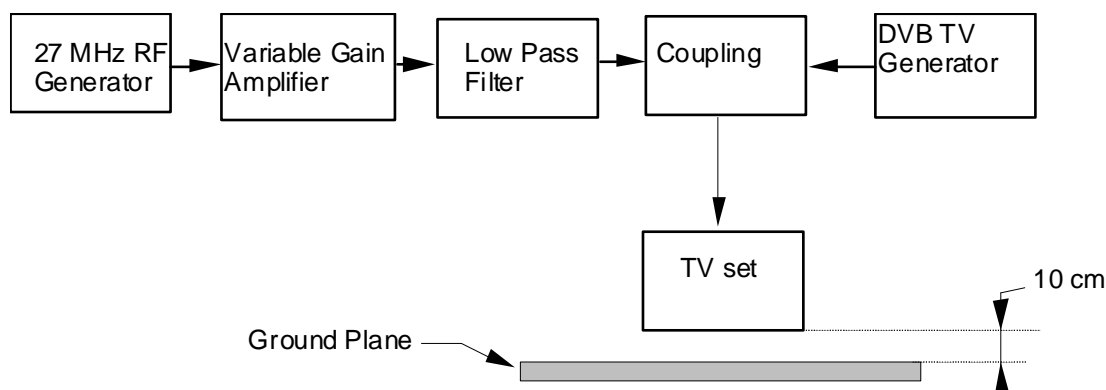 27 MHz RF
Generator
Variable Gain
Amplifier
Low Pass
Filter
Coupling
DVB TV
Generator
TV set
10 cm
Ground Plane